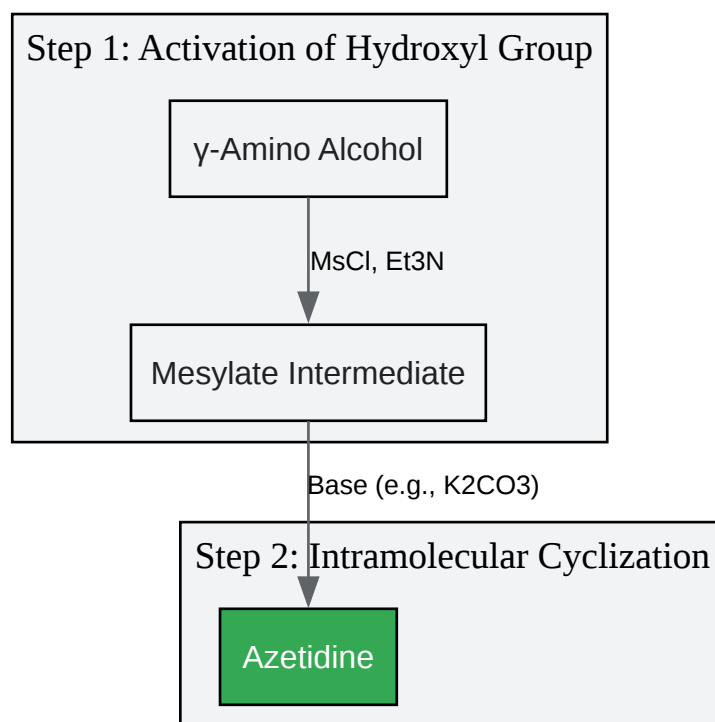 Step 1: Activation of Hydroxyl Group
γ-Amino Alcohol
MsCl, Et3N
Mesylate Intermediate
Base (e.g., K2CO3)
Step 2: Intramolecular Cyclization
Azetidine